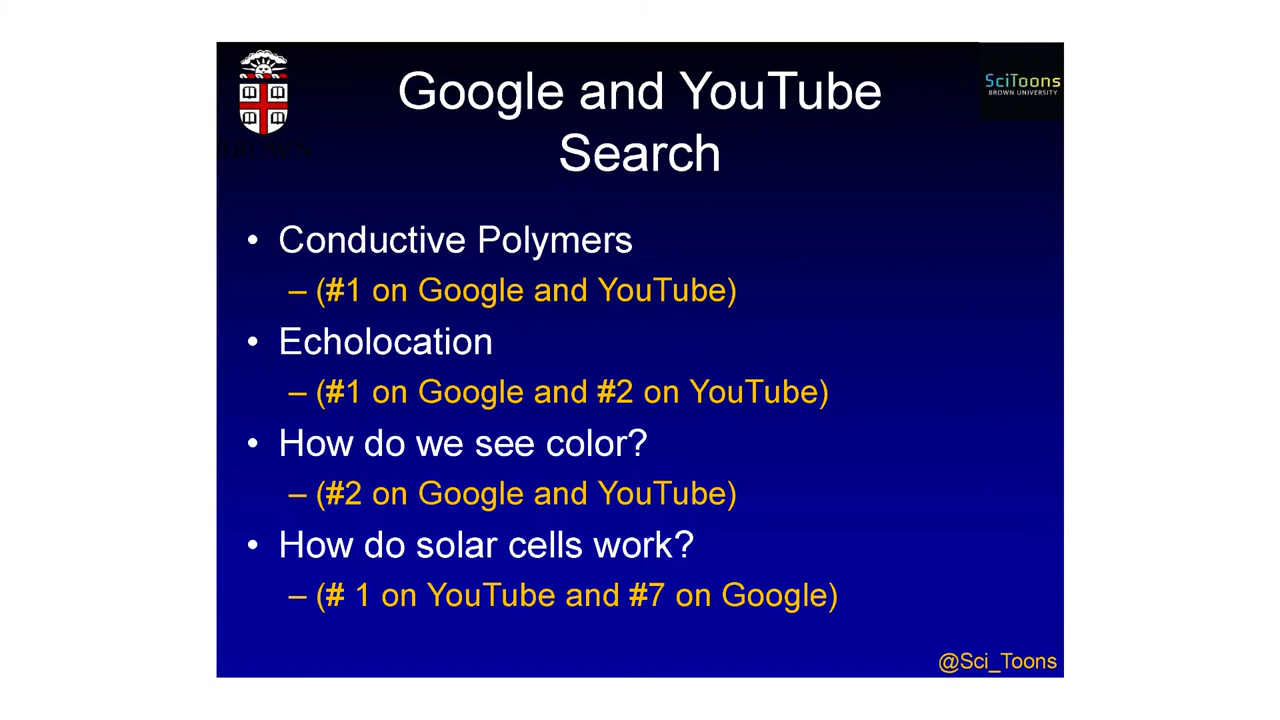 Google and YouTube
Search
SciToons
BROWN UNIVERSITY
BROWN
• Conductive Polymers
– (#1 on Google and YouTube)
• Echolocation
– (#1 on Google and #2 on YouTube)
• How do we see color?
– (#2 on Google and YouTube)
• How do solar cells work?
– (# 1 on YouTube and #7 on Google)
@Sci_Toons